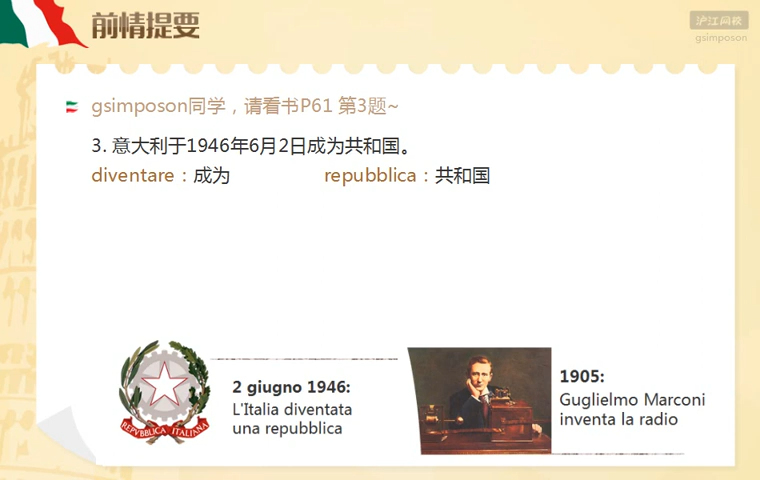 前情提要
沪江网校
gsimposon
gsimposon同学，请看书P61 第3题~
3. 意大利于1946年6月2日成为共和国。
diventare：成为 repubblica：共和国
2 giugno 1946:
L'Italia diventata
una repubblica
REPVBBLICA ITALIANA
1905:
Guglielmo Marconi
inventa la radio